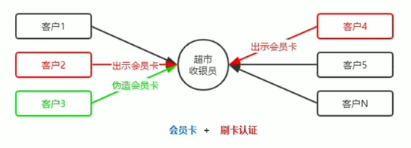 客户1
客户4
出示会员卡
超市
收银员
客户2
出示会员卡
客户5
伪造会员卡
客户3
客户N
会员卡 + 刷卡认证